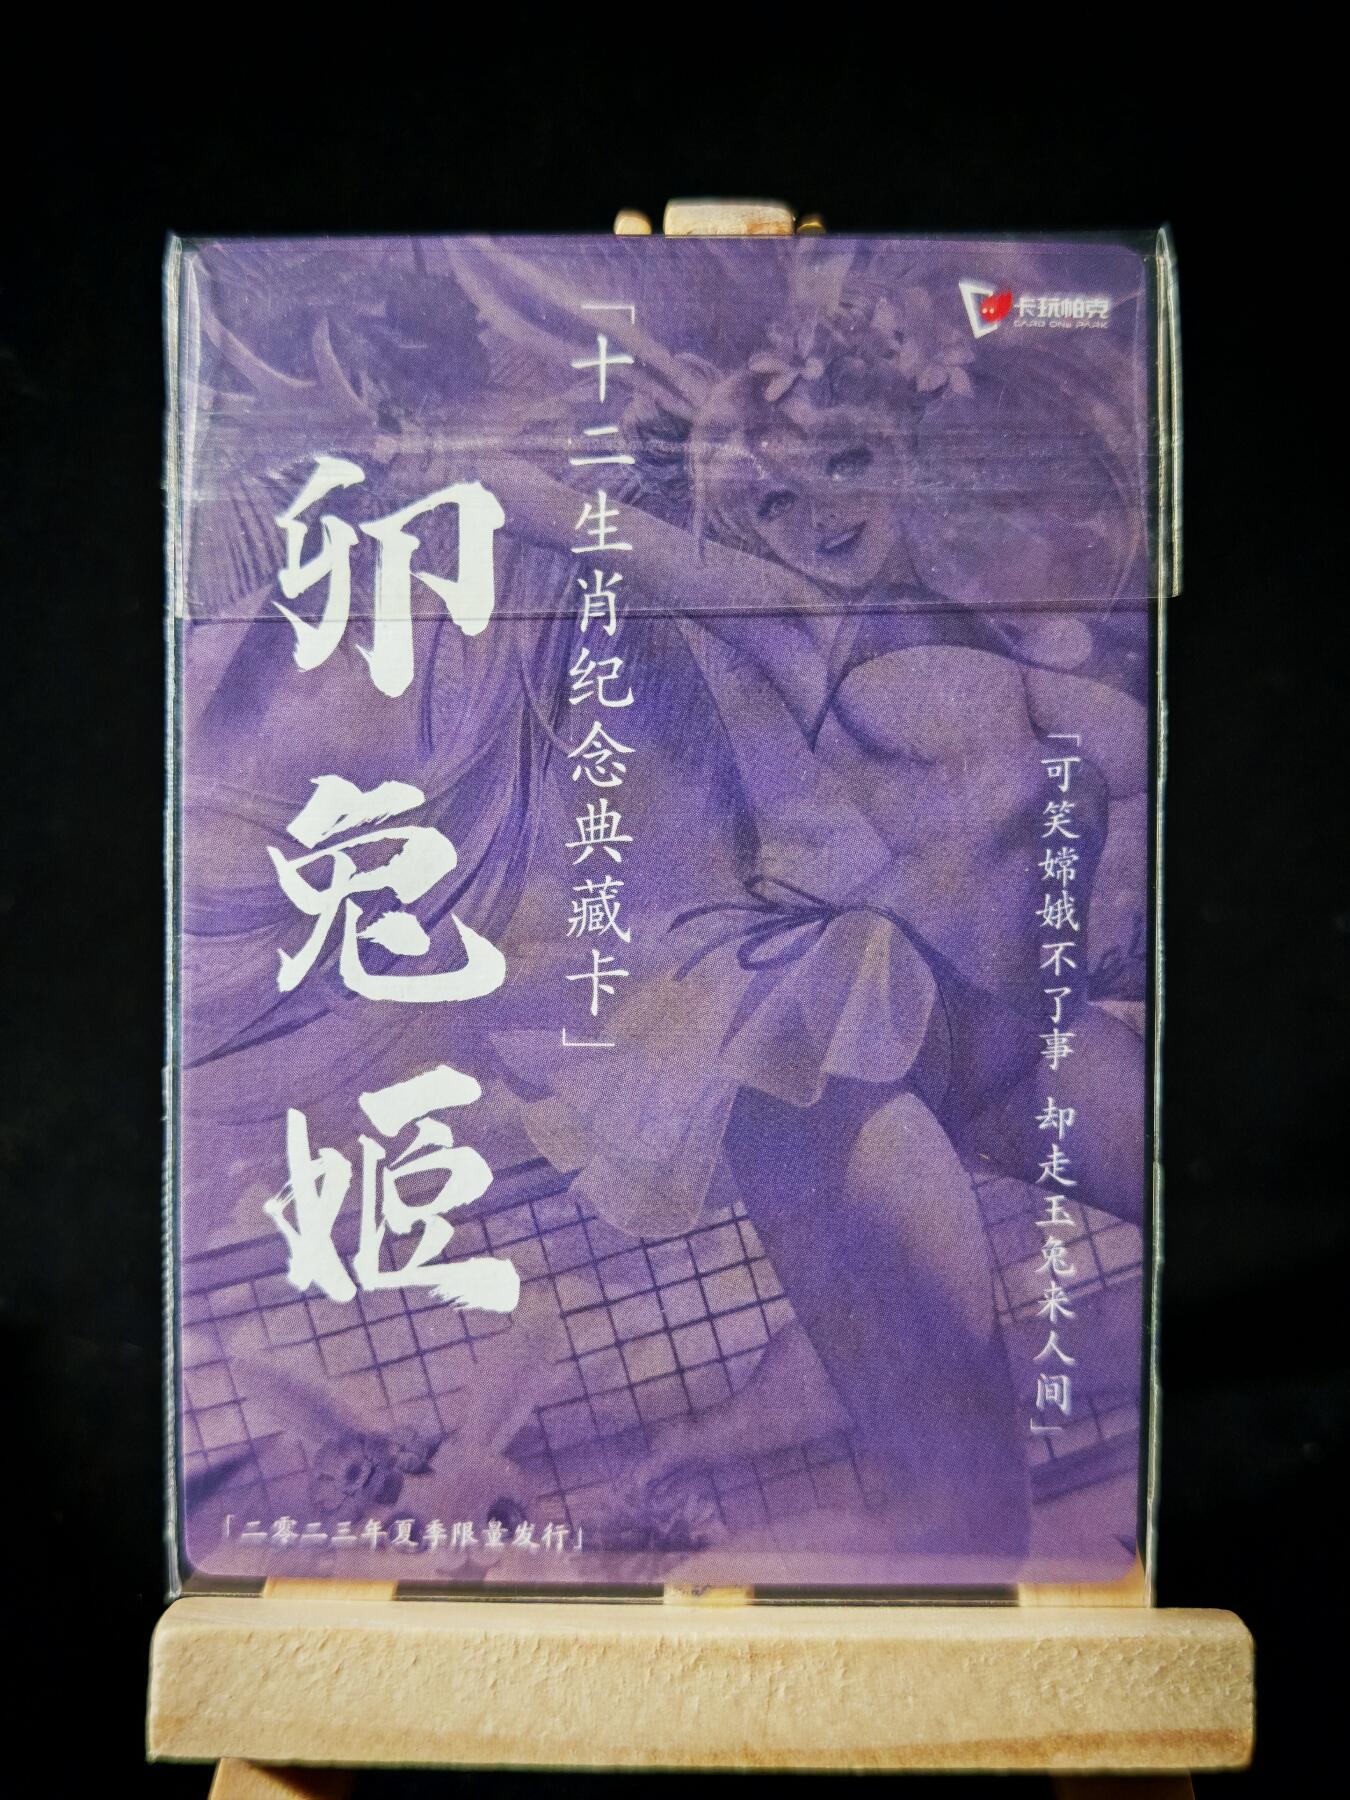 卡玩帕克
CARD ONE PARK
「十二生肖纪念典藏卡」
卯兔姬
「可笑嫦娥不了事 却走玉兔来人间」
「二零二三年夏季限量发行」